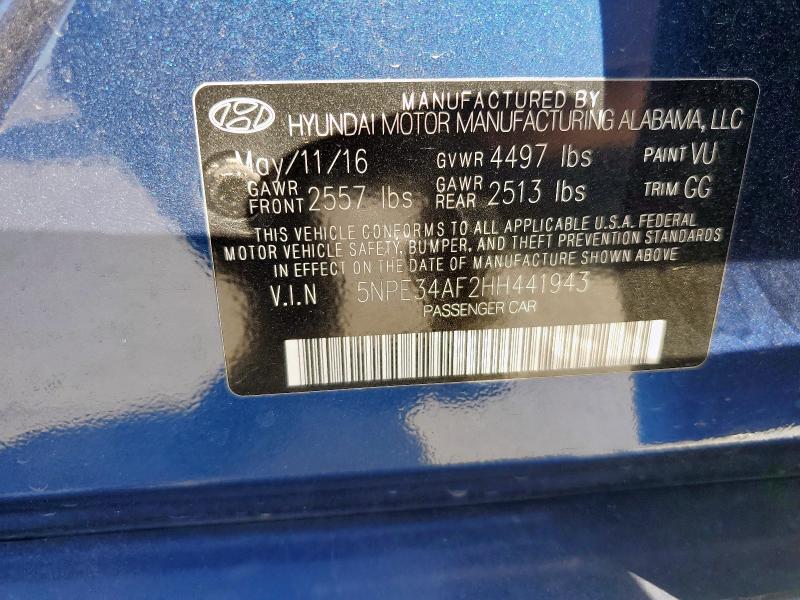 MANUFACTURED BY
HYUNDAI MOTOR MANUFACTURING ALABAMA, LLC
May/11/16 GVWR 4497 lbs PAINT VU
GAWR FRONT 2557 lbs GAWR REAR 2513 lbs TRIM GG
THIS VEHICLE CONFORMS TO ALL APPLICABLE U.S.A. FEDERAL
MOTOR VEHICLE SAFETY, BUMPER, AND THEFT PREVENTION STANDARDS
IN EFFECT ON THE DATE OF MANUFACTURE SHOWN ABOVE
V.I.N 5NPE34AF2HH441943
PASSENGER CAR